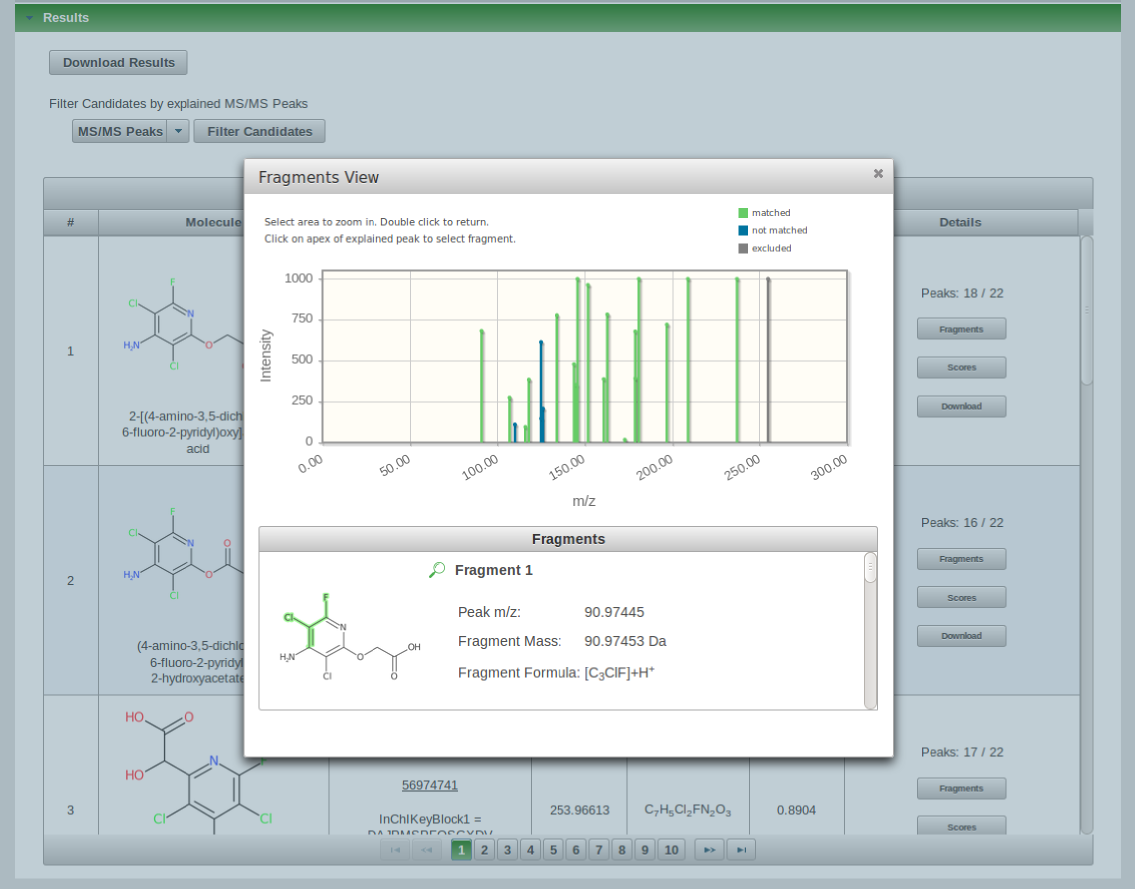 Results
Download Results
Filter Candidates by explained MS/MS Peaks
MS/MS Peaks
Filter Candidates
Fragments View
Select area to zoom in. Double click to return.
Click on apex of explained peak to select fragment.
matched
not matched
excluded
1000
750
500
250
0
Intensity
0.00
50.00
100.00
150.00
200.00
250.00
300.00
m/z
Fragments
Fragment 1
F
Cl
N
H₂N
Cl
O
O
OH
Peak m/z: 90.97445
Fragment Mass: 90.97453 Da
Fragment Formula: [C₃ClF]+H⁺
# Molecule Details
1
F
Cl
N
H₂N
O
Cl
2-[(4-amino-3,5-dich
6-fluoro-2-pyridyl)oxy]
acid
Peaks: 18 / 22
Fragments
Scores
Download
2
F
Cl
N
O
H₂N
O
Cl
(4-amino-3,5-dichlo
6-fluoro-2-pyridyl
2-hydroxyacetate
Peaks: 16 / 22
Fragments
Scores
Download
3
HO
O
HO
N
F
Cl
Cl
56974741
InChIKeyBlock1 =
253.96613
C₇H₅Cl₂FN₂O₃
0.8904
Peaks: 17 / 22
Fragments
Scores
1 2 3 4 5 6 7 8 9 10